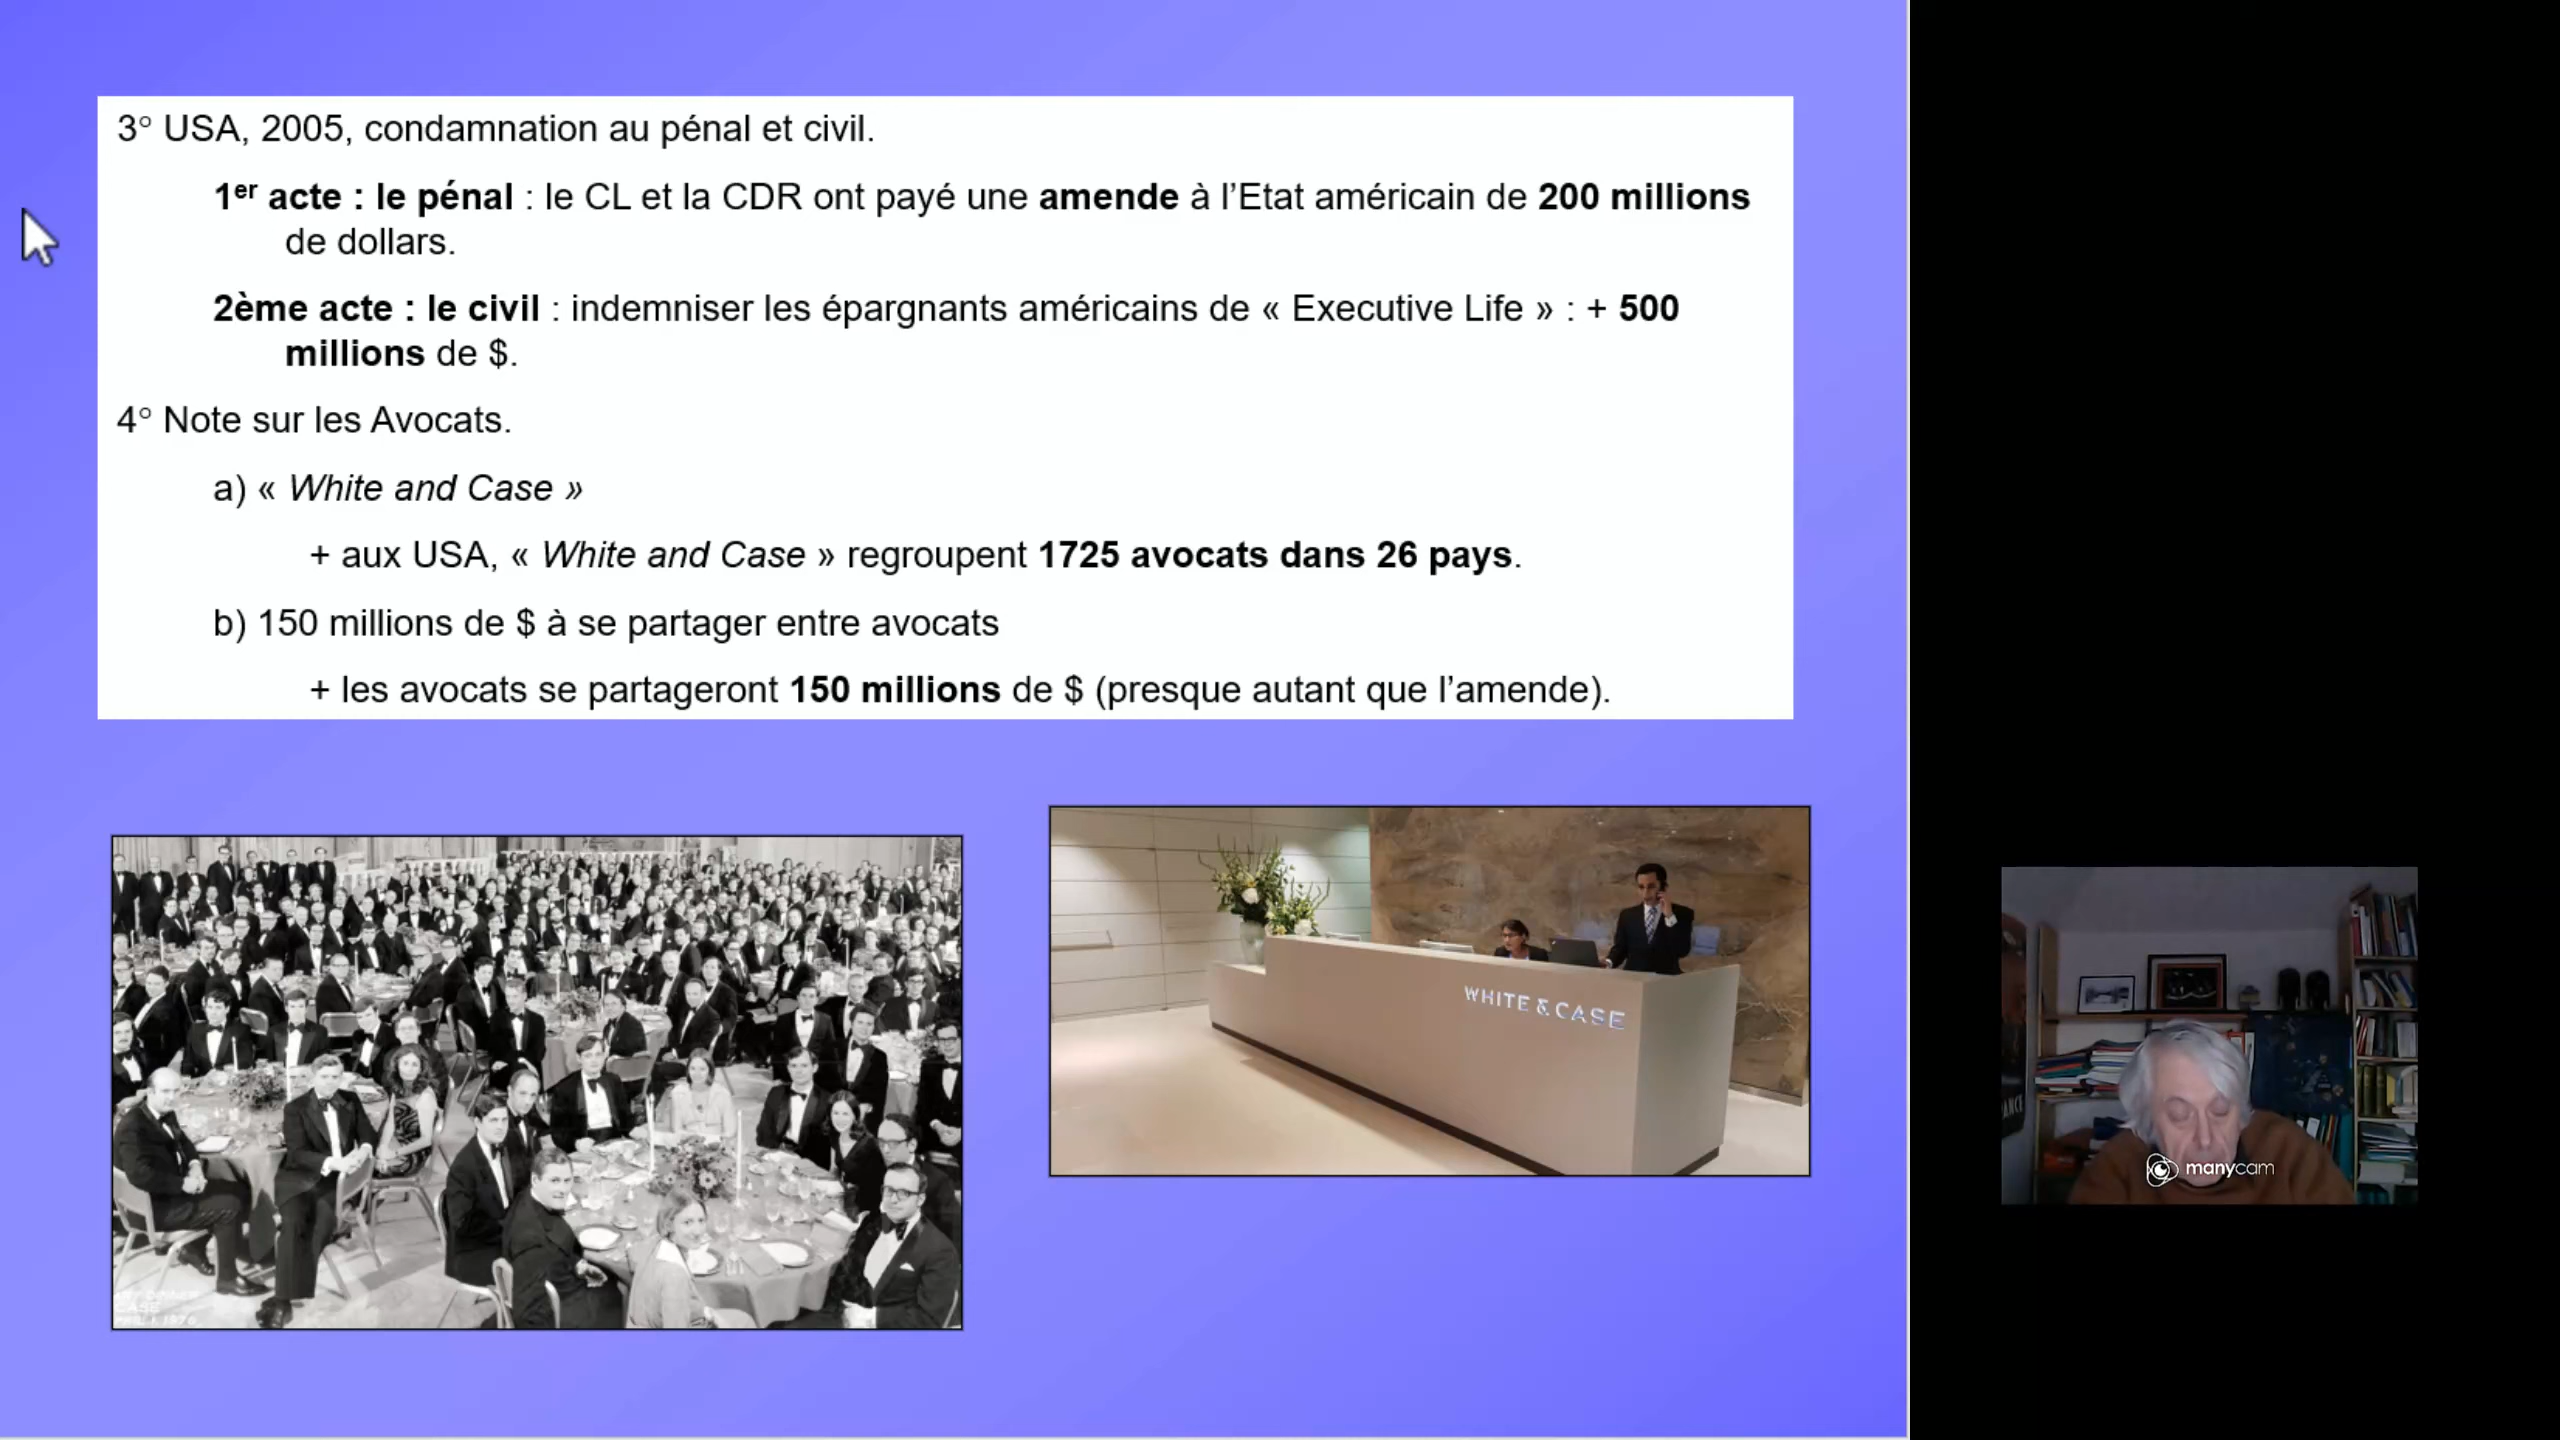 3° USA, 2005, condamnation au pénal et civil.
1er acte : le pénal : le CL et la CDR ont payé une amende à l’Etat américain de 200 millions
de dollars.
2ème acte : le civil : indemniser les épargnants américains de « Executive Life » : + 500
millions de $.
4° Note sur les Avocats.
a) « White and Case »
+ aux USA, « White and Case » regroupent 1725 avocats dans 26 pays.
b) 150 millions de $ à se partager entre avocats
+ les avocats se partageront 150 millions de $ (presque autant que l’amende).
WHITE & CASE
CASE
manycam